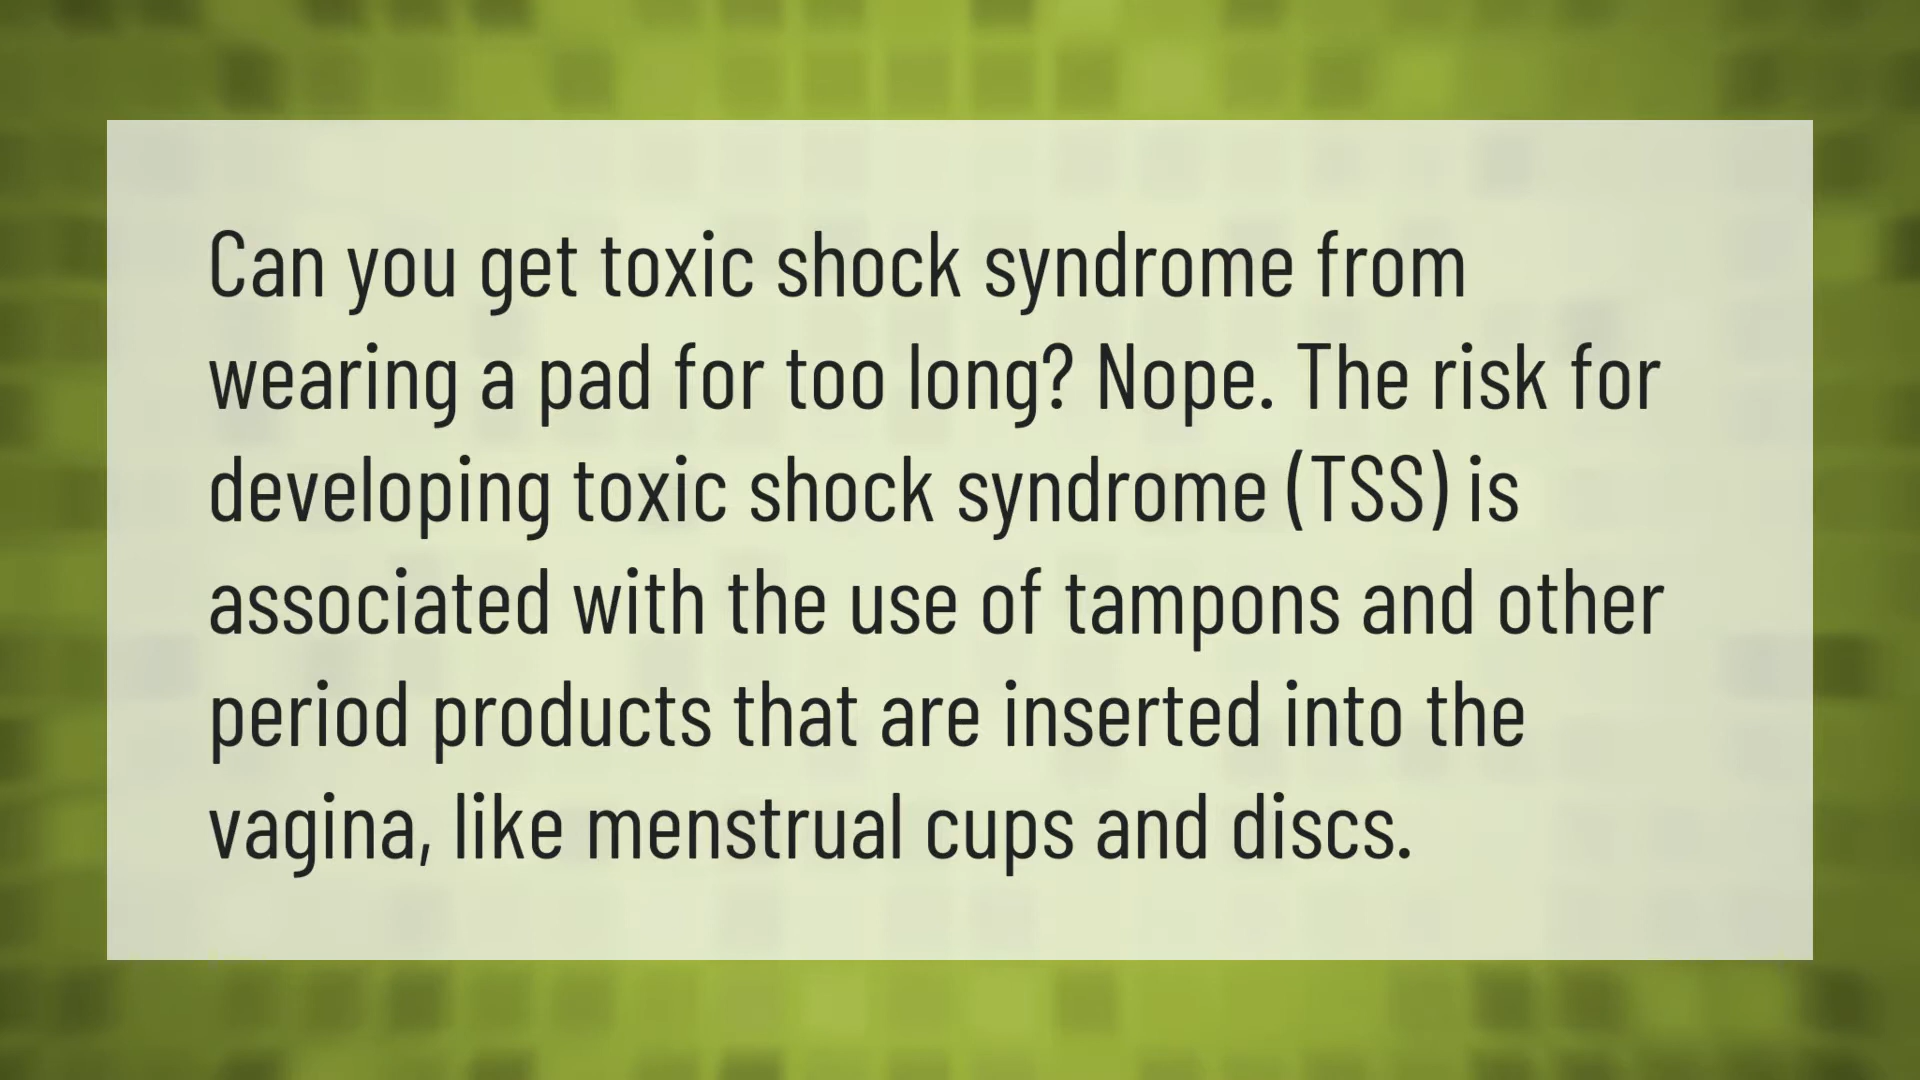 Can you get toxic shock syndrome from
wearing a pad for too long? Nope. The risk for
developing toxic shock syndrome (TSS) is
associated with the use of tampons and other
period products that are inserted into the
vagina, like menstrual cups and discs.